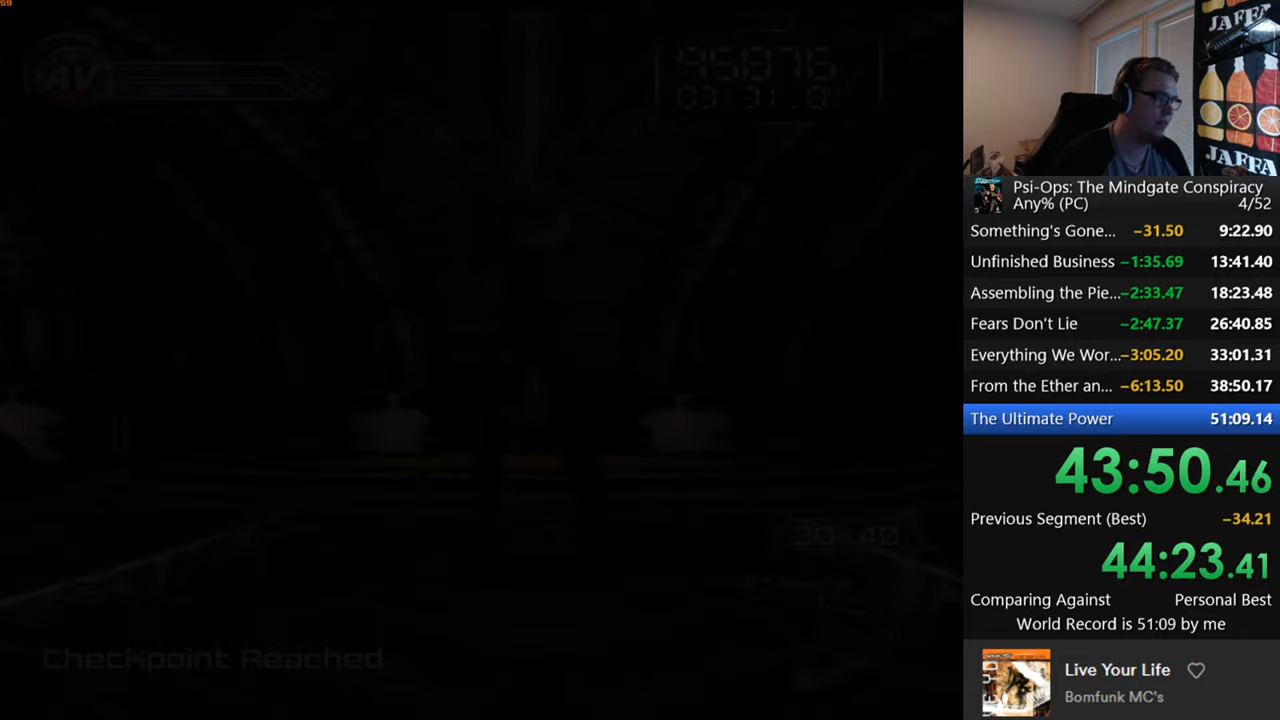 59
AV
95876
JAFFA
JAFFA
Psi-Ops: The Mindgate Conspiracy
Any% (PC) 4/52
Something's Gone... −31.50 9:22.90
Unfinished Business −1:35.69 13:41.40
Assembling the Pie... −2:33.47 18:23.48
Fears Don't Lie −2:47.37 26:40.85
Everything We Wor... −3:05.20 33:01.31
From the Ether an... −6:13.50 38:50.17
The Ultimate Power 51:09.14
43:50.46
Previous Segment (Best) −34.21
44:23.41
Comparing Against Personal Best
World Record is 51:09 by me
Checkpoint Reached
Live Your Life
Bomfunk MC's